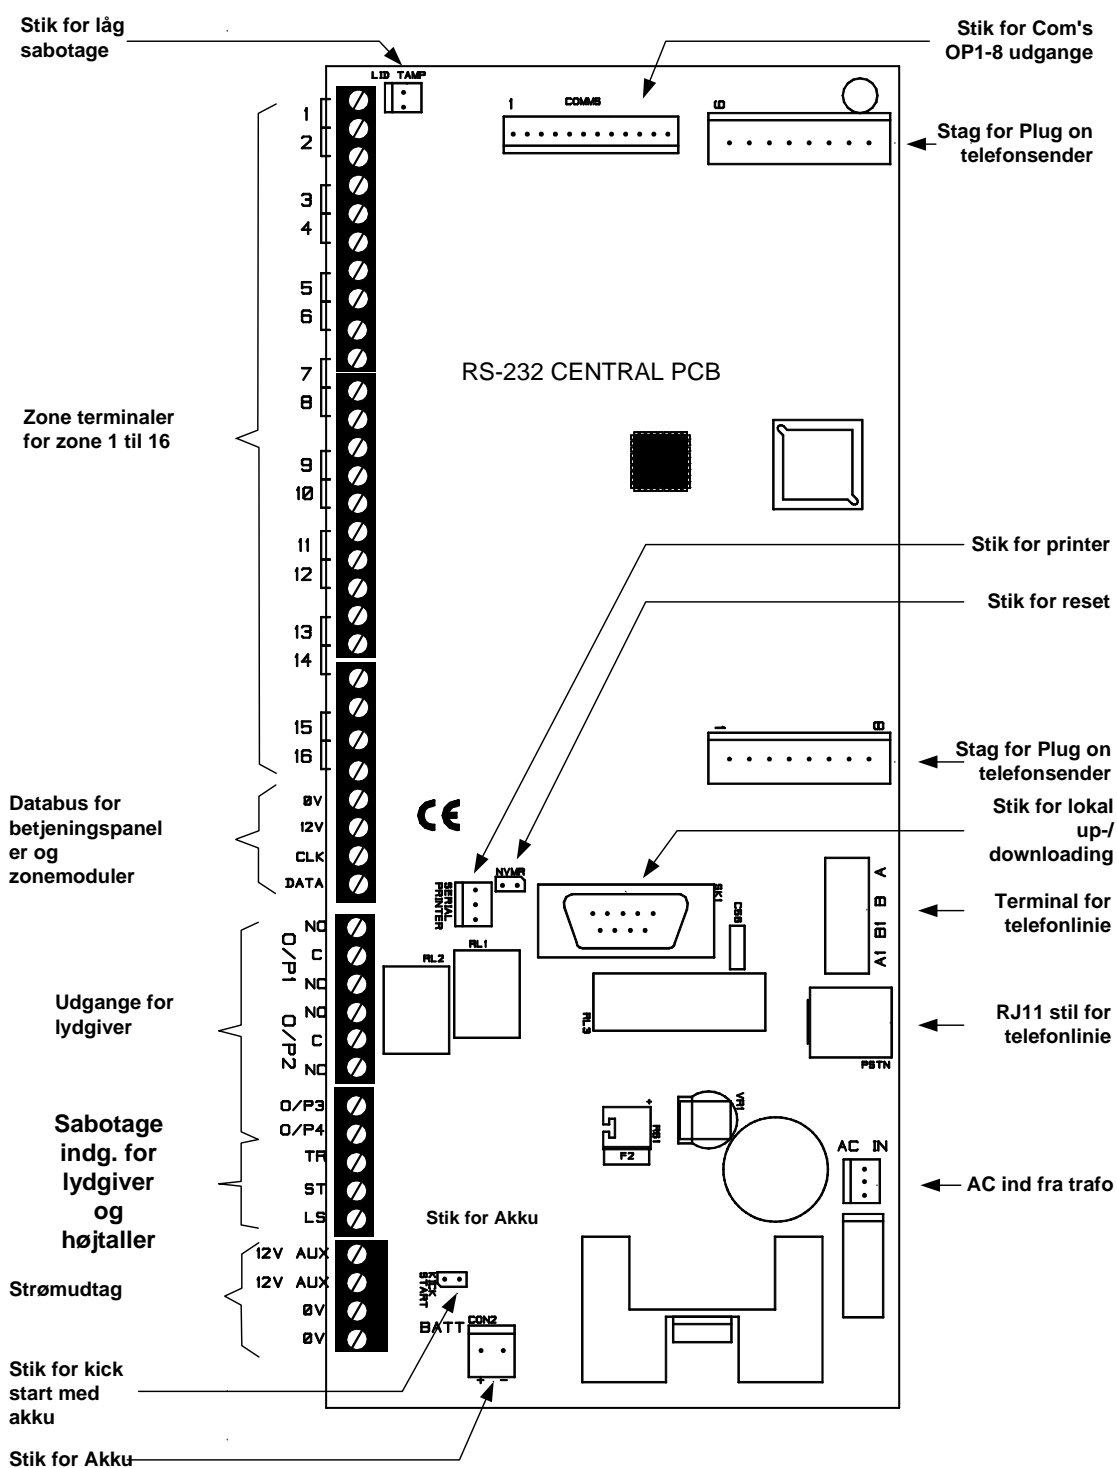 Stik for låg
sabotage
Stik for Com's
OP1-8 udgange
LID TAMP
1
COMMS
9
Stag for Plug on
telefonsender
1
2
3
4
5
6
7
8
9
10
11
12
13
14
15
16
RS-232 CENTRAL PCB
Zone terminaler
for zone 1 til 16
Stik for printer
Stik for reset
1
8
Stag for Plug on
telefonsender
Databus for
betjeningspanel
er og
zonemoduler
0V
12V
CLK
DATA
CE
Stik for lokal
up-/
downloading
NVMR
SERIAL
PRINTER
SK1
C56
A
B
B1
A1
Terminal for
telefonlinie
NO
C
NC
O/P1
NO
C
NC
O/P2
RL2
RL1
RL3
Udgange for
lydgiver
RJ11 stil for
telefonlinie
PSTN
O/P3
O/P4
TR
ST
LS
Sabotage
indg. for
lydgiver
og
højtaller
+
RS1
F2
VR1
AC IN
AC ind fra trafo
Stik for Akku
12V AUX
12V AUX
0V
0V
Strømudtag
KICK
START
BATT
CON2
+ -
Stik for kick
start med
akku
Stik for Akku